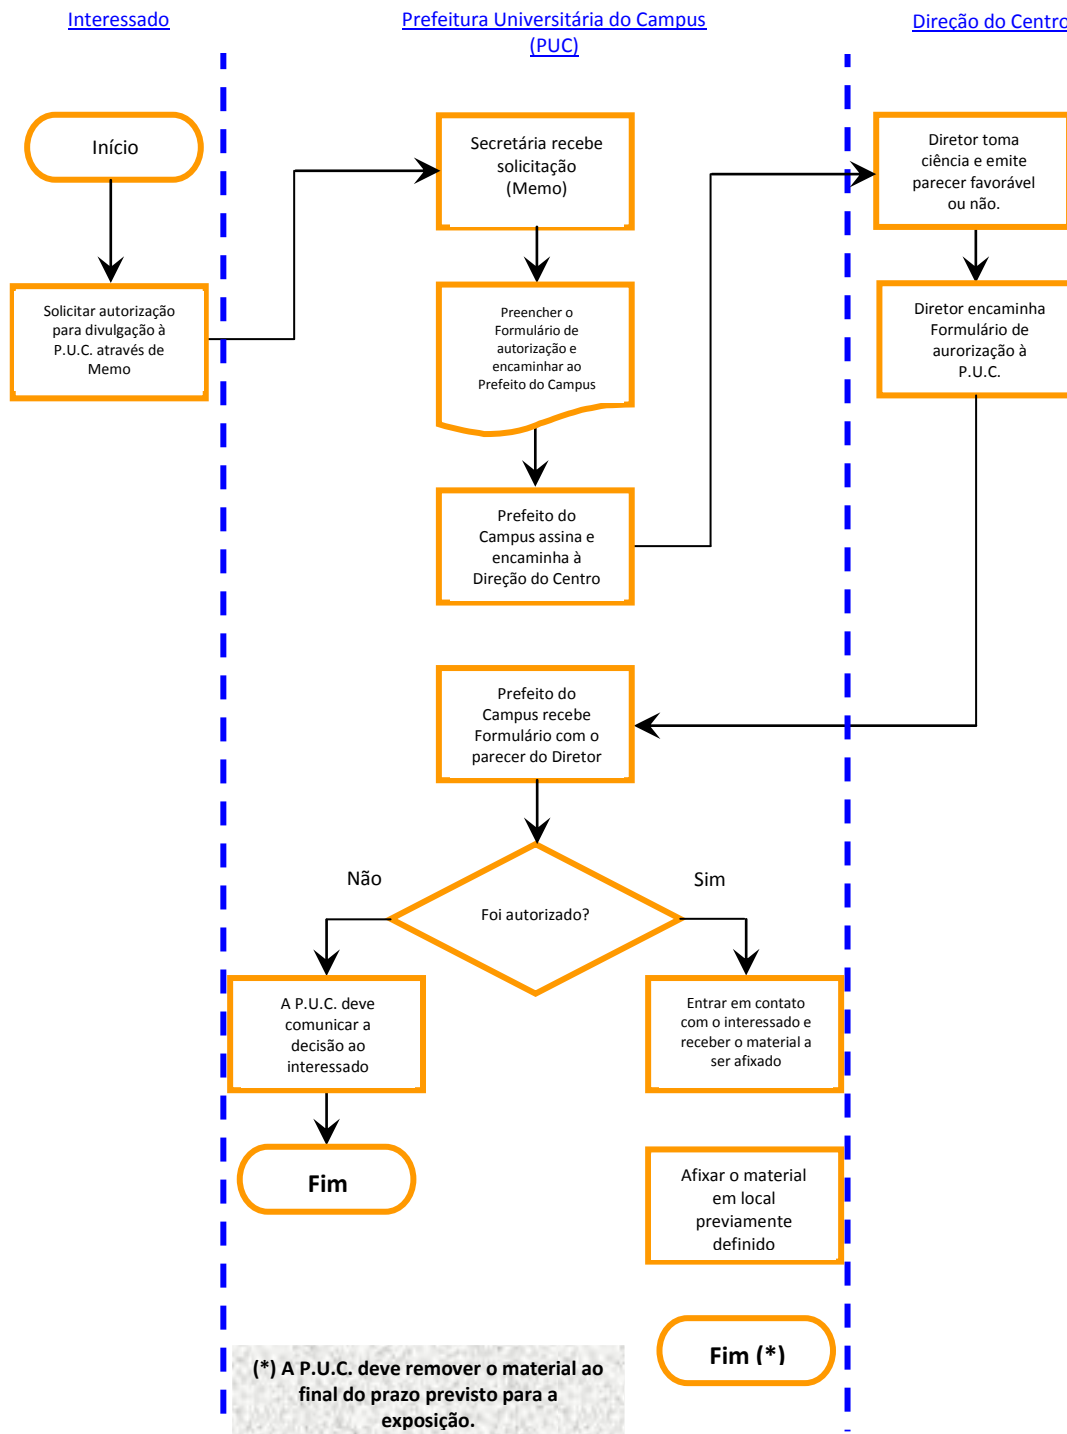 Interessado
Prefeitura Universitária do Campus
(PUC)
Direção do Centro
Início
Solicitar autorização
para divulgação à
P.U.C. através de
Memo
Secretária recebe
solicitação
(Memo)
Preencher o
Formulário de
autorização e
encaminhar ao
Prefeito do Campus
Prefeito do
Campus assina e
encaminha à
Direção do Centro
Diretor toma
ciência e emite
parecer favorável
ou não.
Diretor encaminha
Formulário de
aurorização à
P.U.C.
Prefeito do
Campus recebe
Formulário com o
parecer do Diretor
Foi autorizado?
Não
Sim
A P.U.C. deve
comunicar a
decisão ao
interessado
Fim
Entrar em contato
com o interessado e
receber o material a
ser afixado
Afixar o material
em local
previamente
definido
Fim (*)
(*) A P.U.C. deve remover o material ao
final do prazo previsto para a
exposição.